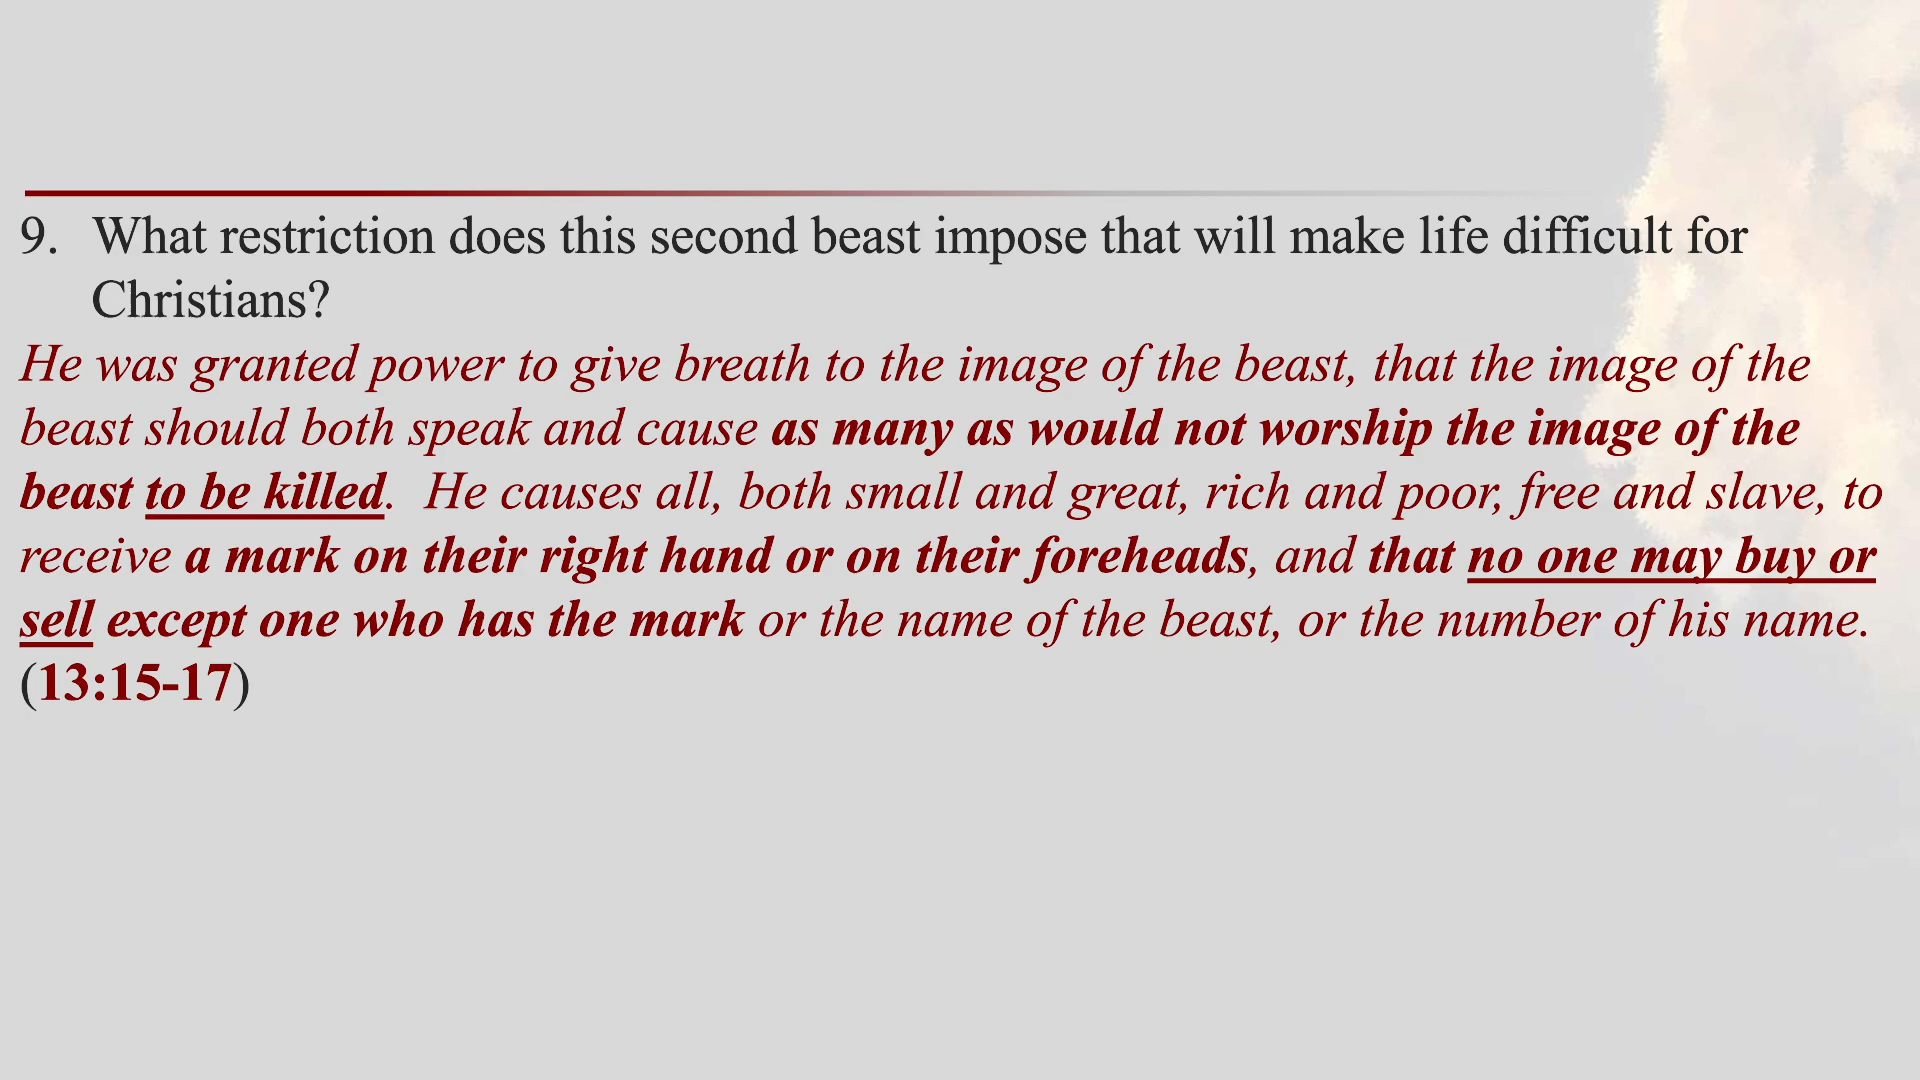 9. What restriction does this second beast impose that will make life difficult for
Christians?
He was granted power to give breath to the image of the beast, that the image of the
beast should both speak and cause as many as would not worship the image of the
beast to be killed. He causes all, both small and great, rich and poor, free and slave, to
receive a mark on their right hand or on their foreheads, and that no one may buy or
sell except one who has the mark or the name of the beast, or the number of his name.
(13:15-17)